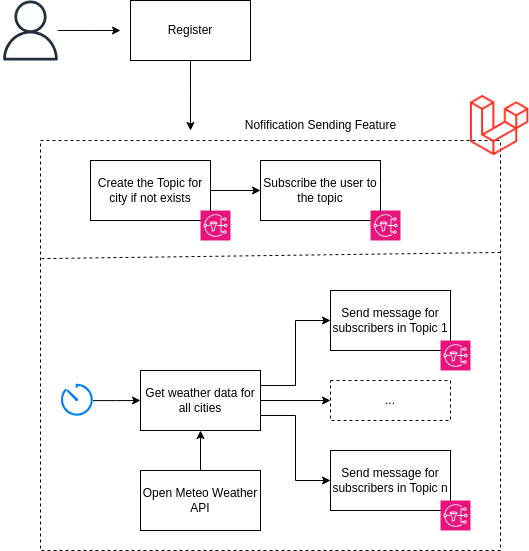 Register
Nofification Sending Feature
Create the Topic for
city if not exists
Subscribe the user to
the topic
Send message for
subscribers in Topic 1
Get weather data for
all cities
...
Send message for
subscribers in Topic n
Open Meteo Weather
API